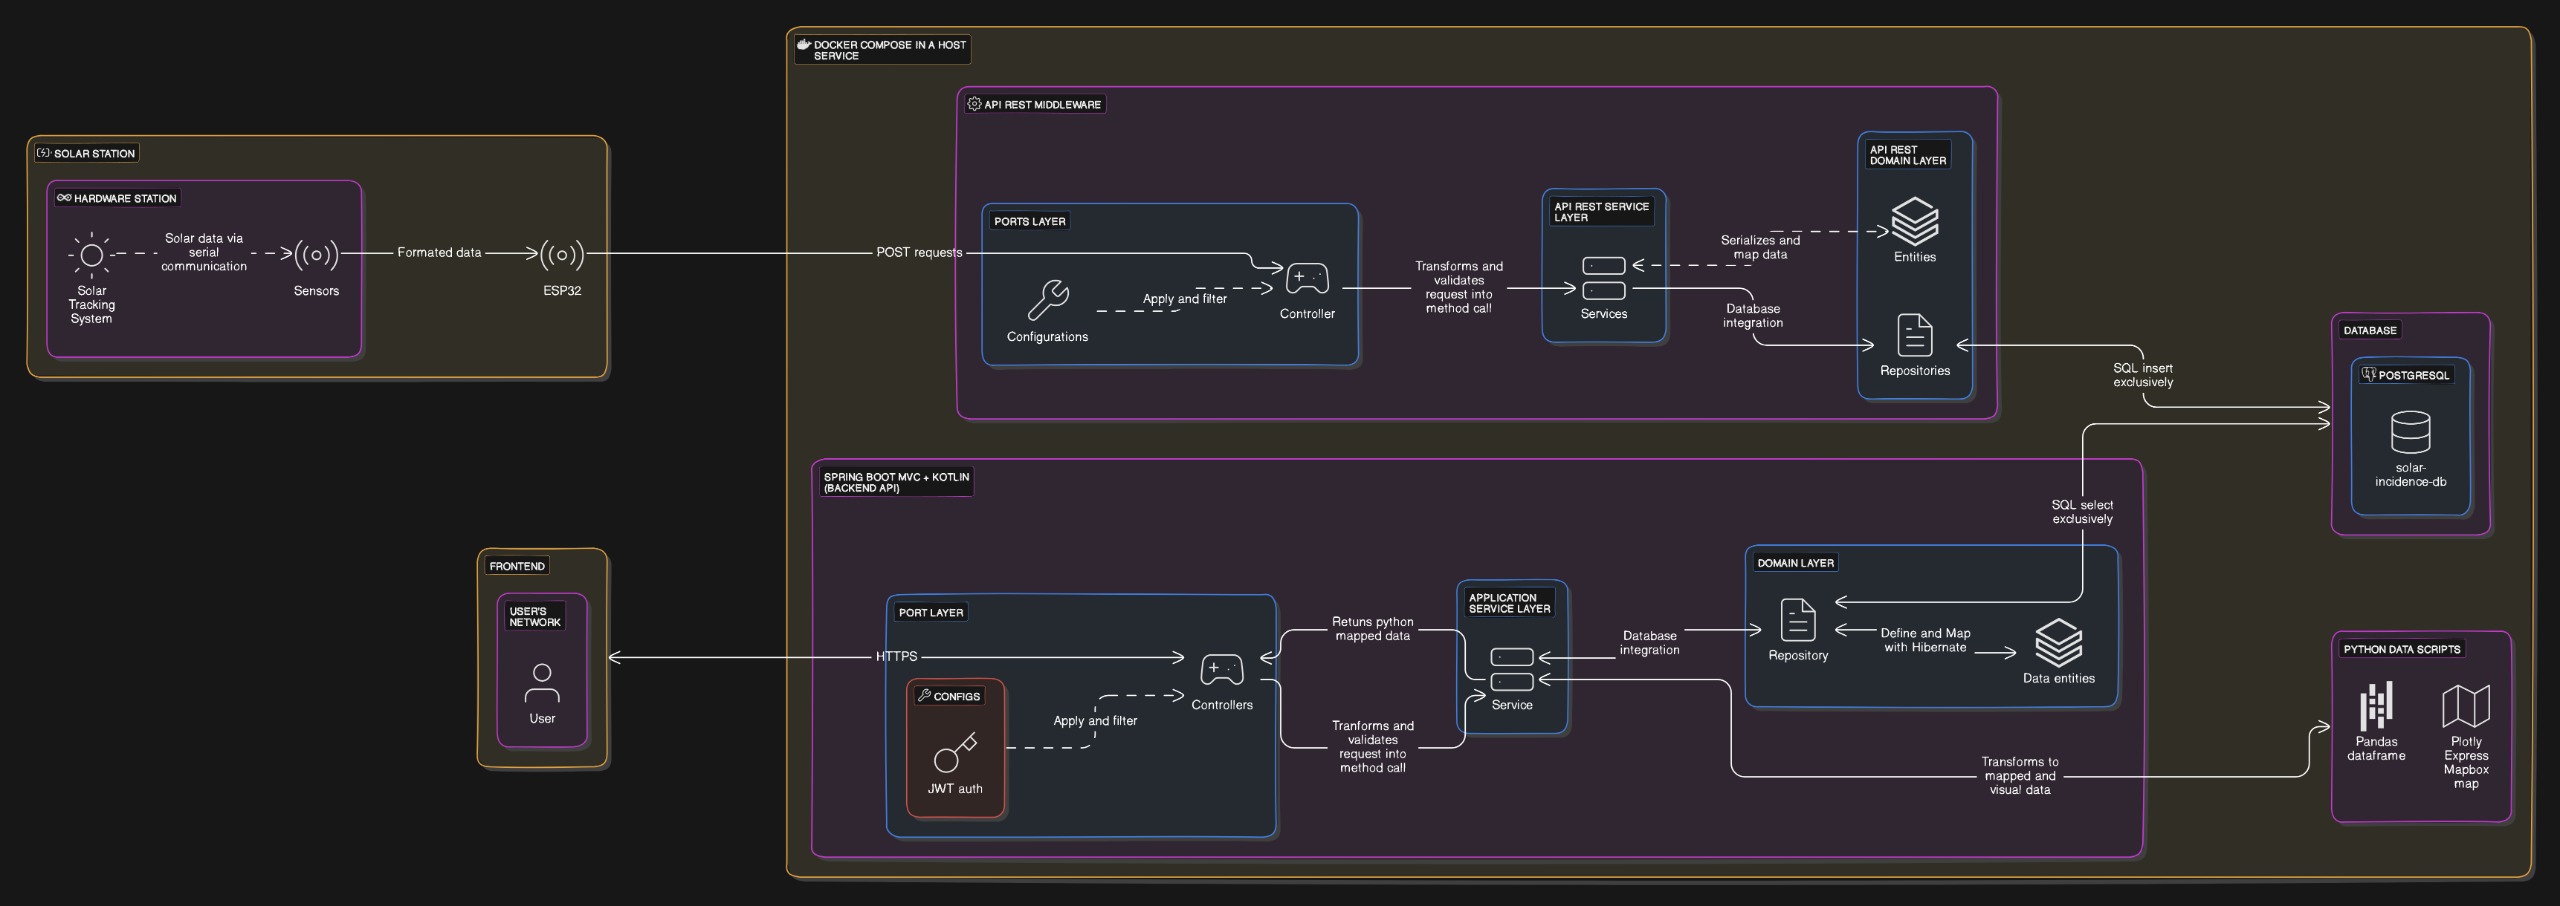 DOCKER COMPOSE IN A HOST
SERVICE
API REST MIDDLEWARE
SOLAR STATION
HARDWARE STATION
Solar data via
serial
communication
Solar
Tracking
System
Sensors
Formated data
ESP32
POST requests
PORTS LAYER
Configurations
Apply and filter
Controller
Transforms and
validates
request into
method call
API REST SERVICE
LAYER
Services
Serializes and
map data
Database
integration
API REST
DOMAIN LAYER
Entities
Repositories
SQL insert
exclusively
DATABASE
POSTGRESQL
solar-
incidence-db
SPRING BOOT MVC + KOTLIN
(BACKEND API)
SQL select
exclusively
FRONTEND
USER'S
NETWORK
User
HTTPS
PORT LAYER
CONFIGS
JWT auth
Apply and filter
Controllers
Retuns python
mapped data
Tranforms and
validates
request into
method call
APPLICATION
SERVICE LAYER
Service
Database
integration
DOMAIN LAYER
Repository
Define and Map
with Hibernate
Data entities
Transforms to
mapped and
visual data
PYTHON DATA SCRIPTS
Pandas
dataframe
Plotly
Express
Mapbox
map